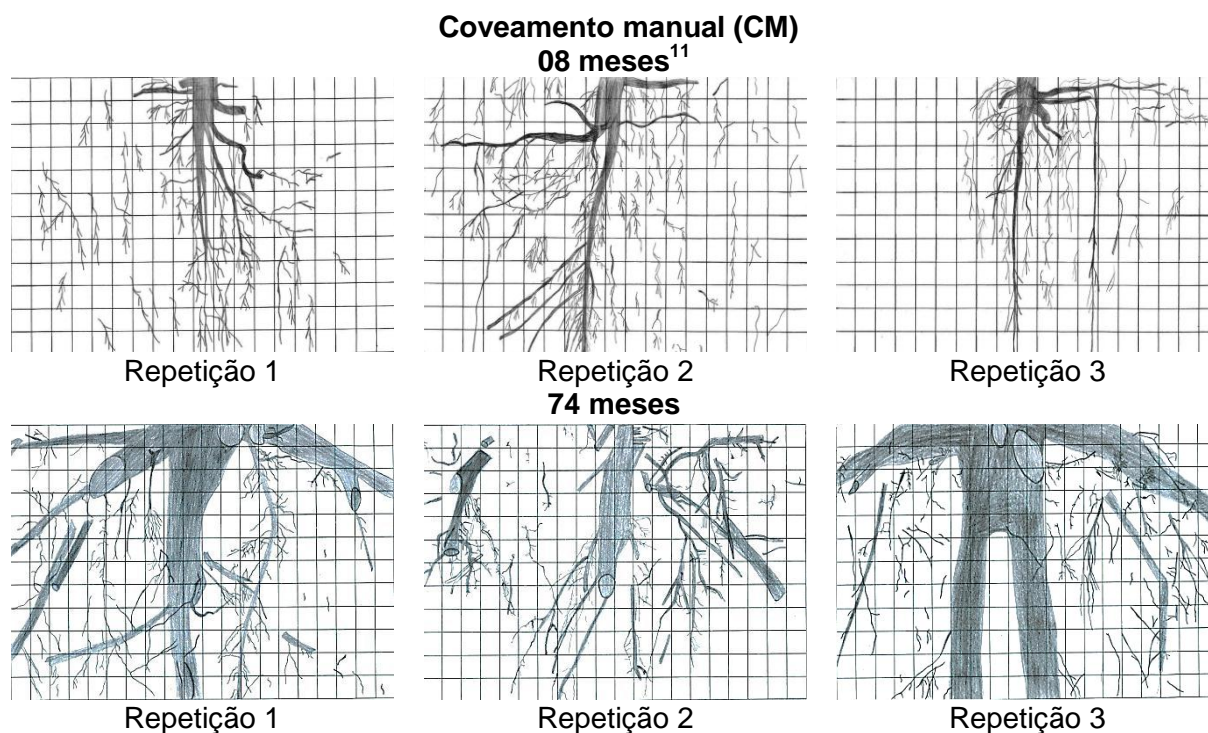 Coveamento manual (CM)
08 meses¹¹
Repetição 1 Repetição 2 Repetição 3
74 meses
Repetição 1 Repetição 2 Repetição 3